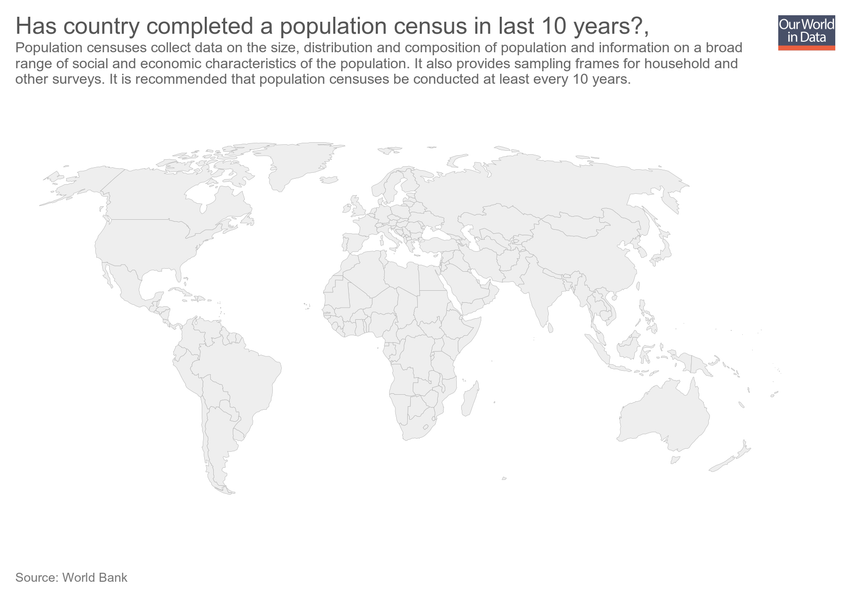 Has country completed a population census in last 10 years?,
Our World
in Data
Population censuses collect data on the size, distribution and composition of population and information on a broad
range of social and economic characteristics of the population. It also provides sampling frames for household and
other surveys. It is recommended that population censuses be conducted at least every 10 years.
Source: World Bank